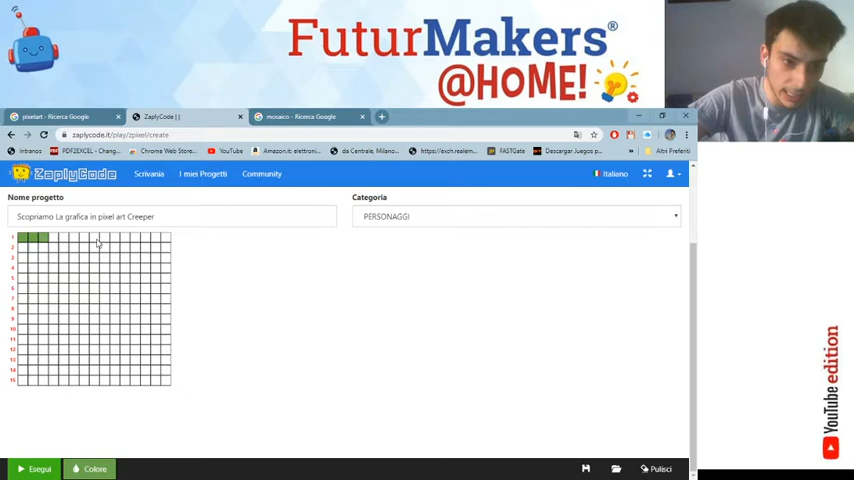 FuturMakers®
@HOME!
pixelart - Ricerca Google
ZaplyCode | |
mosaico - Ricerca Google
zaplycode.it/play/zpixel/create
Intranos
PDF2EXCEL - Chang...
Chrome Web Store...
YouTube
Amazon.it: elettroni...
da Centrale, Milano...
https://exch.realem...
FASTGate
Descargar Juegos p...
»
Altri Preferiti
ZaplyCode
Scrivania
I miei Progetti
Community
Italiano
Nome progetto
Categoria
Scopriamo La grafica in pixel art Creeper
PERSONAGGI
1
2
3
4
5
6
7
8
9
10
11
12
13
14
15
YouTube edition
Esegui
Colore
Pulisci